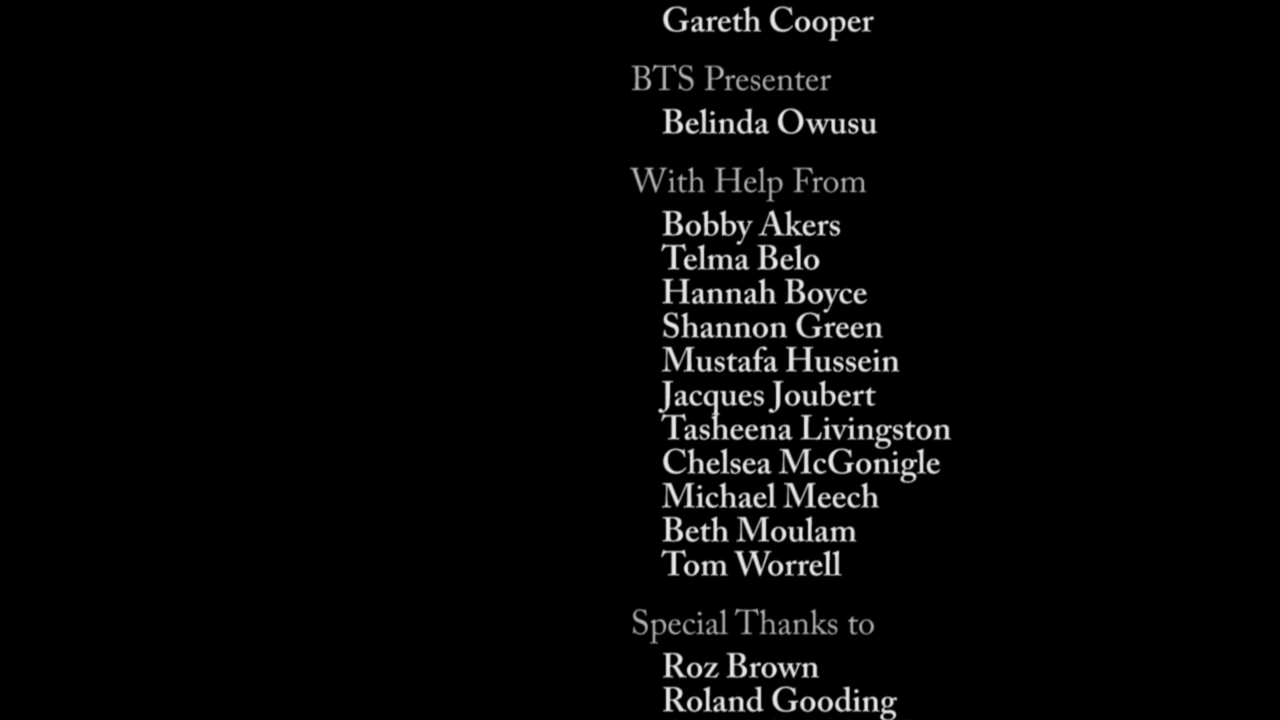 Gareth Cooper
BTS Presenter
Belinda Owusu
With Help From
Bobby Akers
Telma Belo
Hannah Boyce
Shannon Green
Mustafa Hussein
Jacques Joubert
Tasheena Livingston
Chelsea McGonigle
Michael Meech
Beth Moulam
Tom Worrell
Special Thanks to
Roz Brown
Roland Gooding